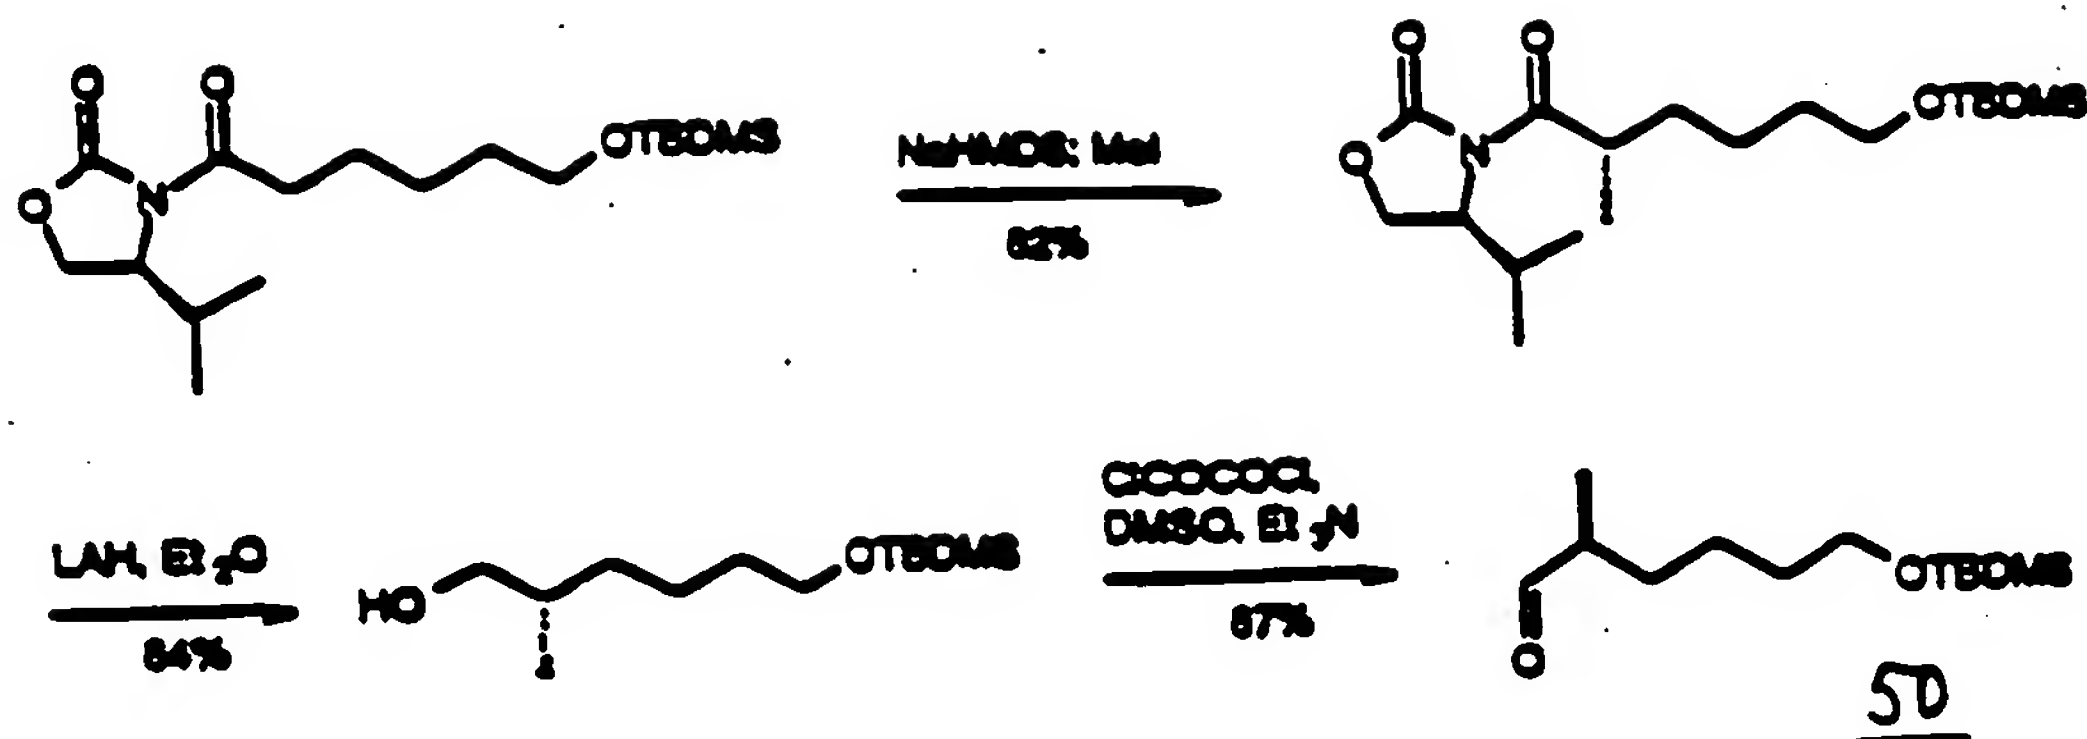 O O
OTBDMS
O N
NaHMDS; MeI
82%
O O
OTBDMS
O N
LAH, Et2O
84%
HO
OTBDMS
ClCOCOCl,
DMSO, Et3N
87%
O
OTBDMS
50